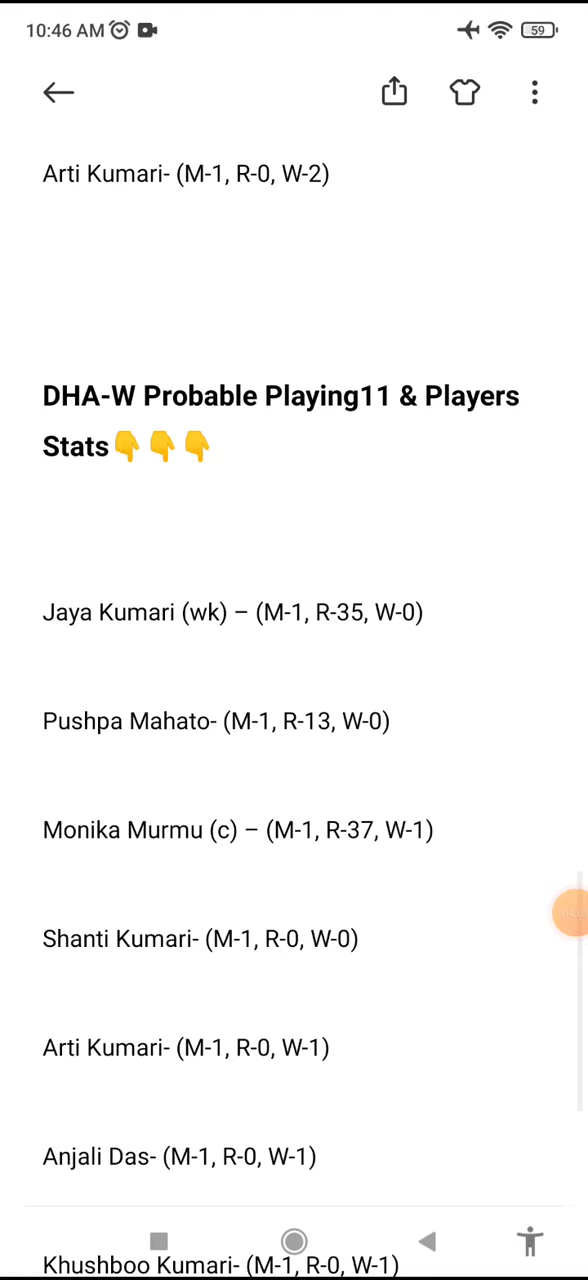 10:46 AM 59
Arti Kumari- (M-1, R-0, W-2)
DHA-W Probable Playing11 & Players
Stats👇👇👇
Jaya Kumari (wk) – (M-1, R-35, W-0)
Pushpa Mahato- (M-1, R-13, W-0)
Monika Murmu (c) – (M-1, R-37, W-1)
Shanti Kumari- (M-1, R-0, W-0)
Arti Kumari- (M-1, R-0, W-1)
Anjali Das- (M-1, R-0, W-1)
Khushboo Kumari- (M-1, R-0, W-1)